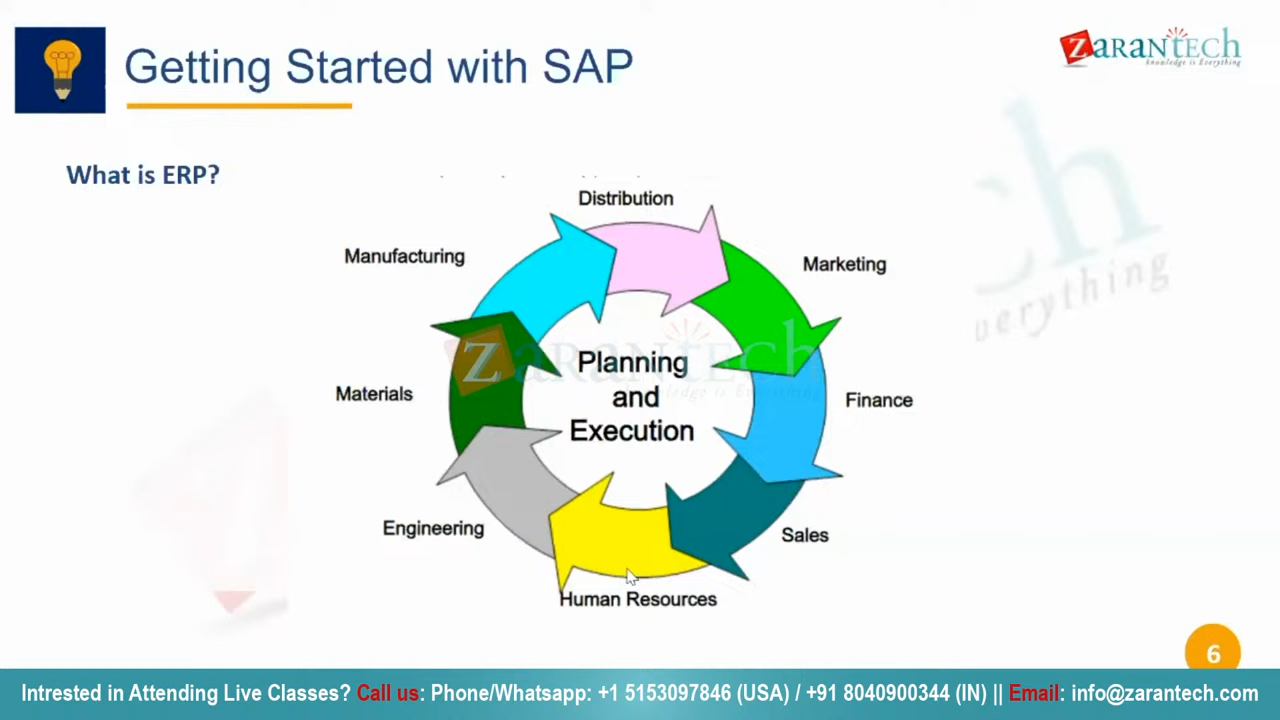 Getting Started with SAP
ZaranTech
knowledge is Everything
What is ERP?
Distribution
Manufacturing
Marketing
Planning
and
Execution
Materials
Finance
Engineering
Sales
Human Resources
ch
verything
6
Intrested in Attending Live Classes? Call us: Phone/Whatsapp: +1 5153097846 (USA) / +91 8040900344 (IN) || Email: info@zarantech.com